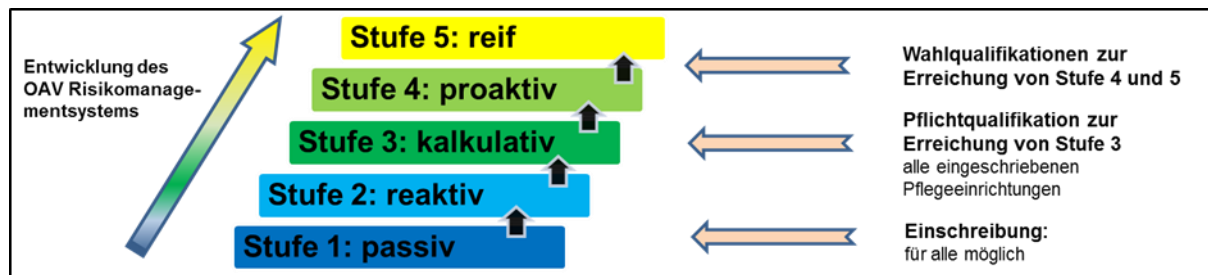 Entwicklung des
OAV Risikomanage-
mentsystems
Stufe 5: reif
Stufe 4: proaktiv
Stufe 3: kalkulativ
Stufe 2: reaktiv
Stufe 1: passiv
Wahlqualifikationen zur
Erreichung von Stufe 4 und 5
Pflichtqualifikation zur
Erreichung von Stufe 3
alle eingeschriebenen
Pflegeeinrichtungen
Einschreibung:
für alle möglich